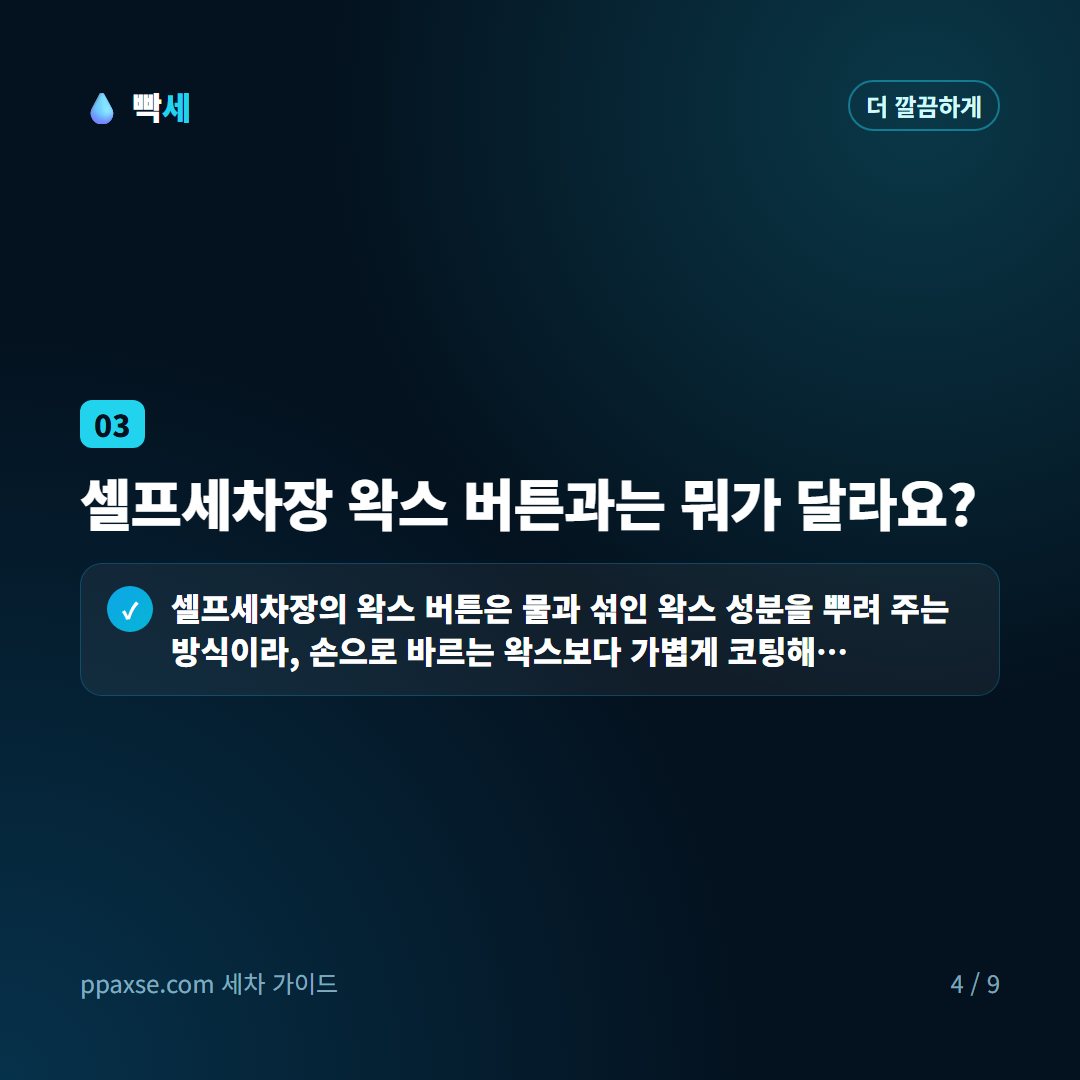 빡세
더 깔끔하게
03
셀프세차장 왁스 버튼과는 뭐가 달라요?
셀프세차장의 왁스 버튼은 물과 섞인 왁스 성분을 뿌려 주는
방식이라, 손으로 바르는 왁스보다 가볍게 코팅해…
ppaxse.com 세차 가이드
4 / 9